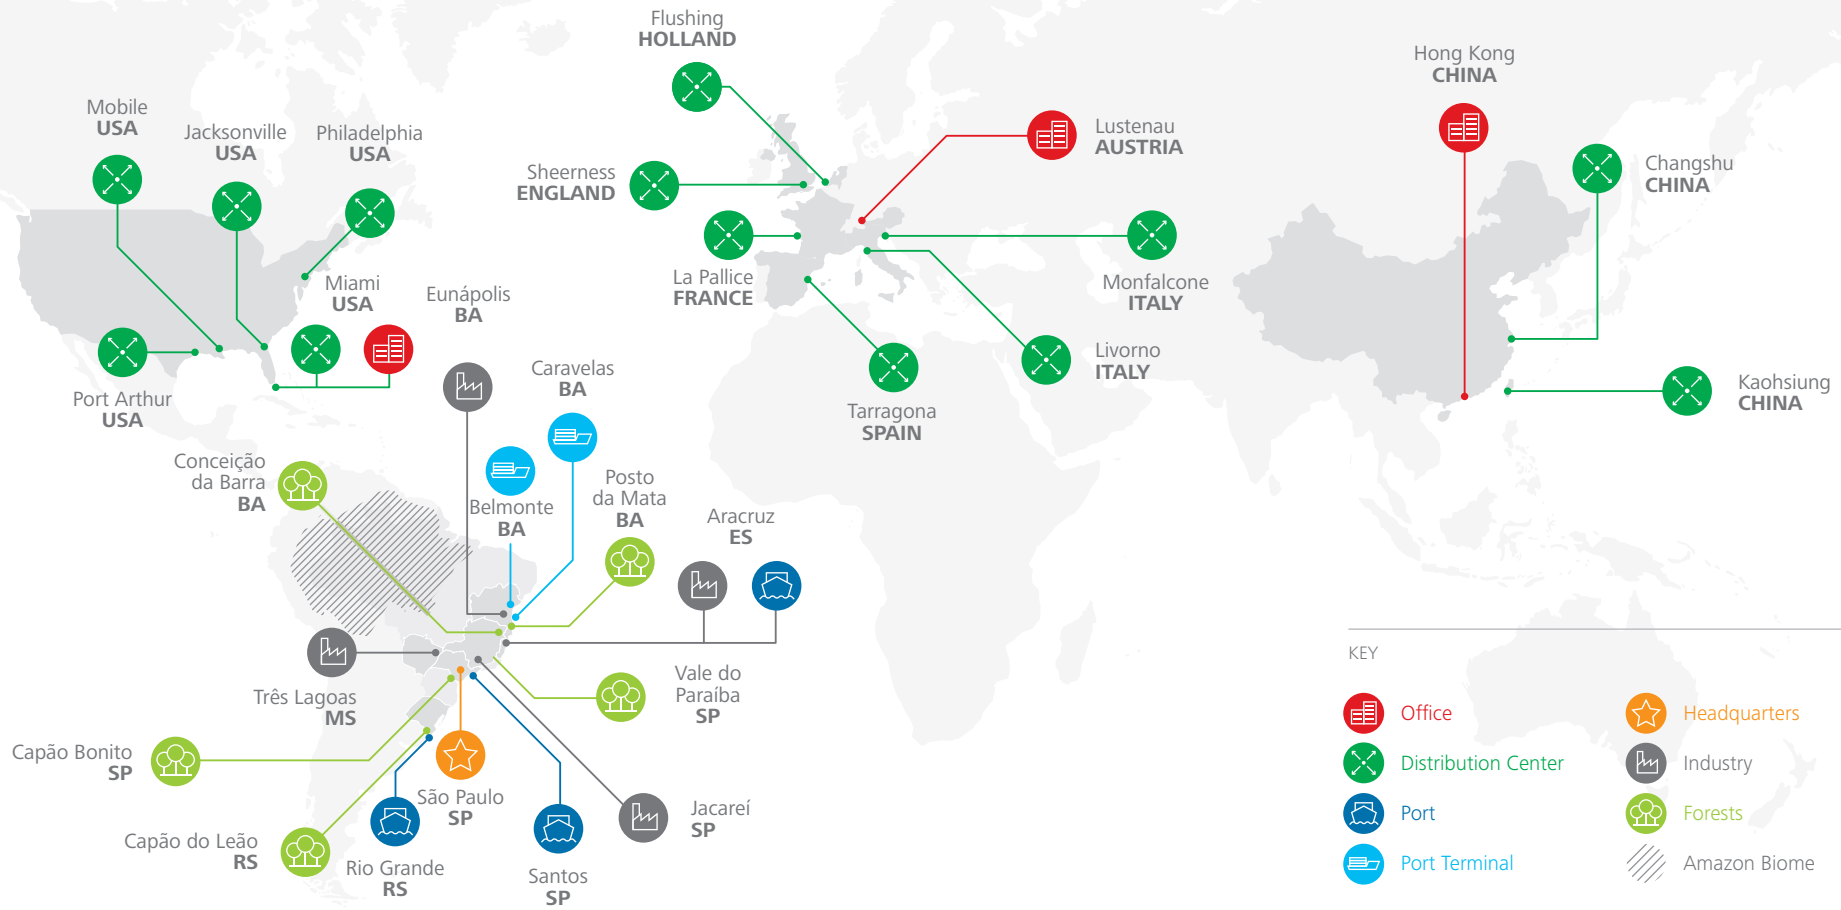 Flushing
HOLLAND
Hong Kong
CHINA
Mobile
USA
Jacksonville
USA
Philadelphia
USA
Lustenau
AUSTRIA
Changshu
CHINA
Sheerness
ENGLAND
La Pallice
FRANCE
Monfalcone
ITALY
Miami
USA
Eunápolis
BA
Port Arthur
USA
Caravelas
BA
Livorno
ITALY
Tarragona
SPAIN
Kaohsiung
CHINA
Conceição
da Barra
BA
Belmonte
BA
Posto
da Mata
BA
Aracruz
ES
Três Lagoas
MS
Vale do
Paraíba
SP
Capão Bonito
SP
São Paulo
SP
Jacareí
SP
Capão do Leão
RS
Rio Grande
RS
Santos
SP
KEY
Office
Headquarters
Distribution Center
Industry
Port
Forests
Port Terminal
Amazon Biome